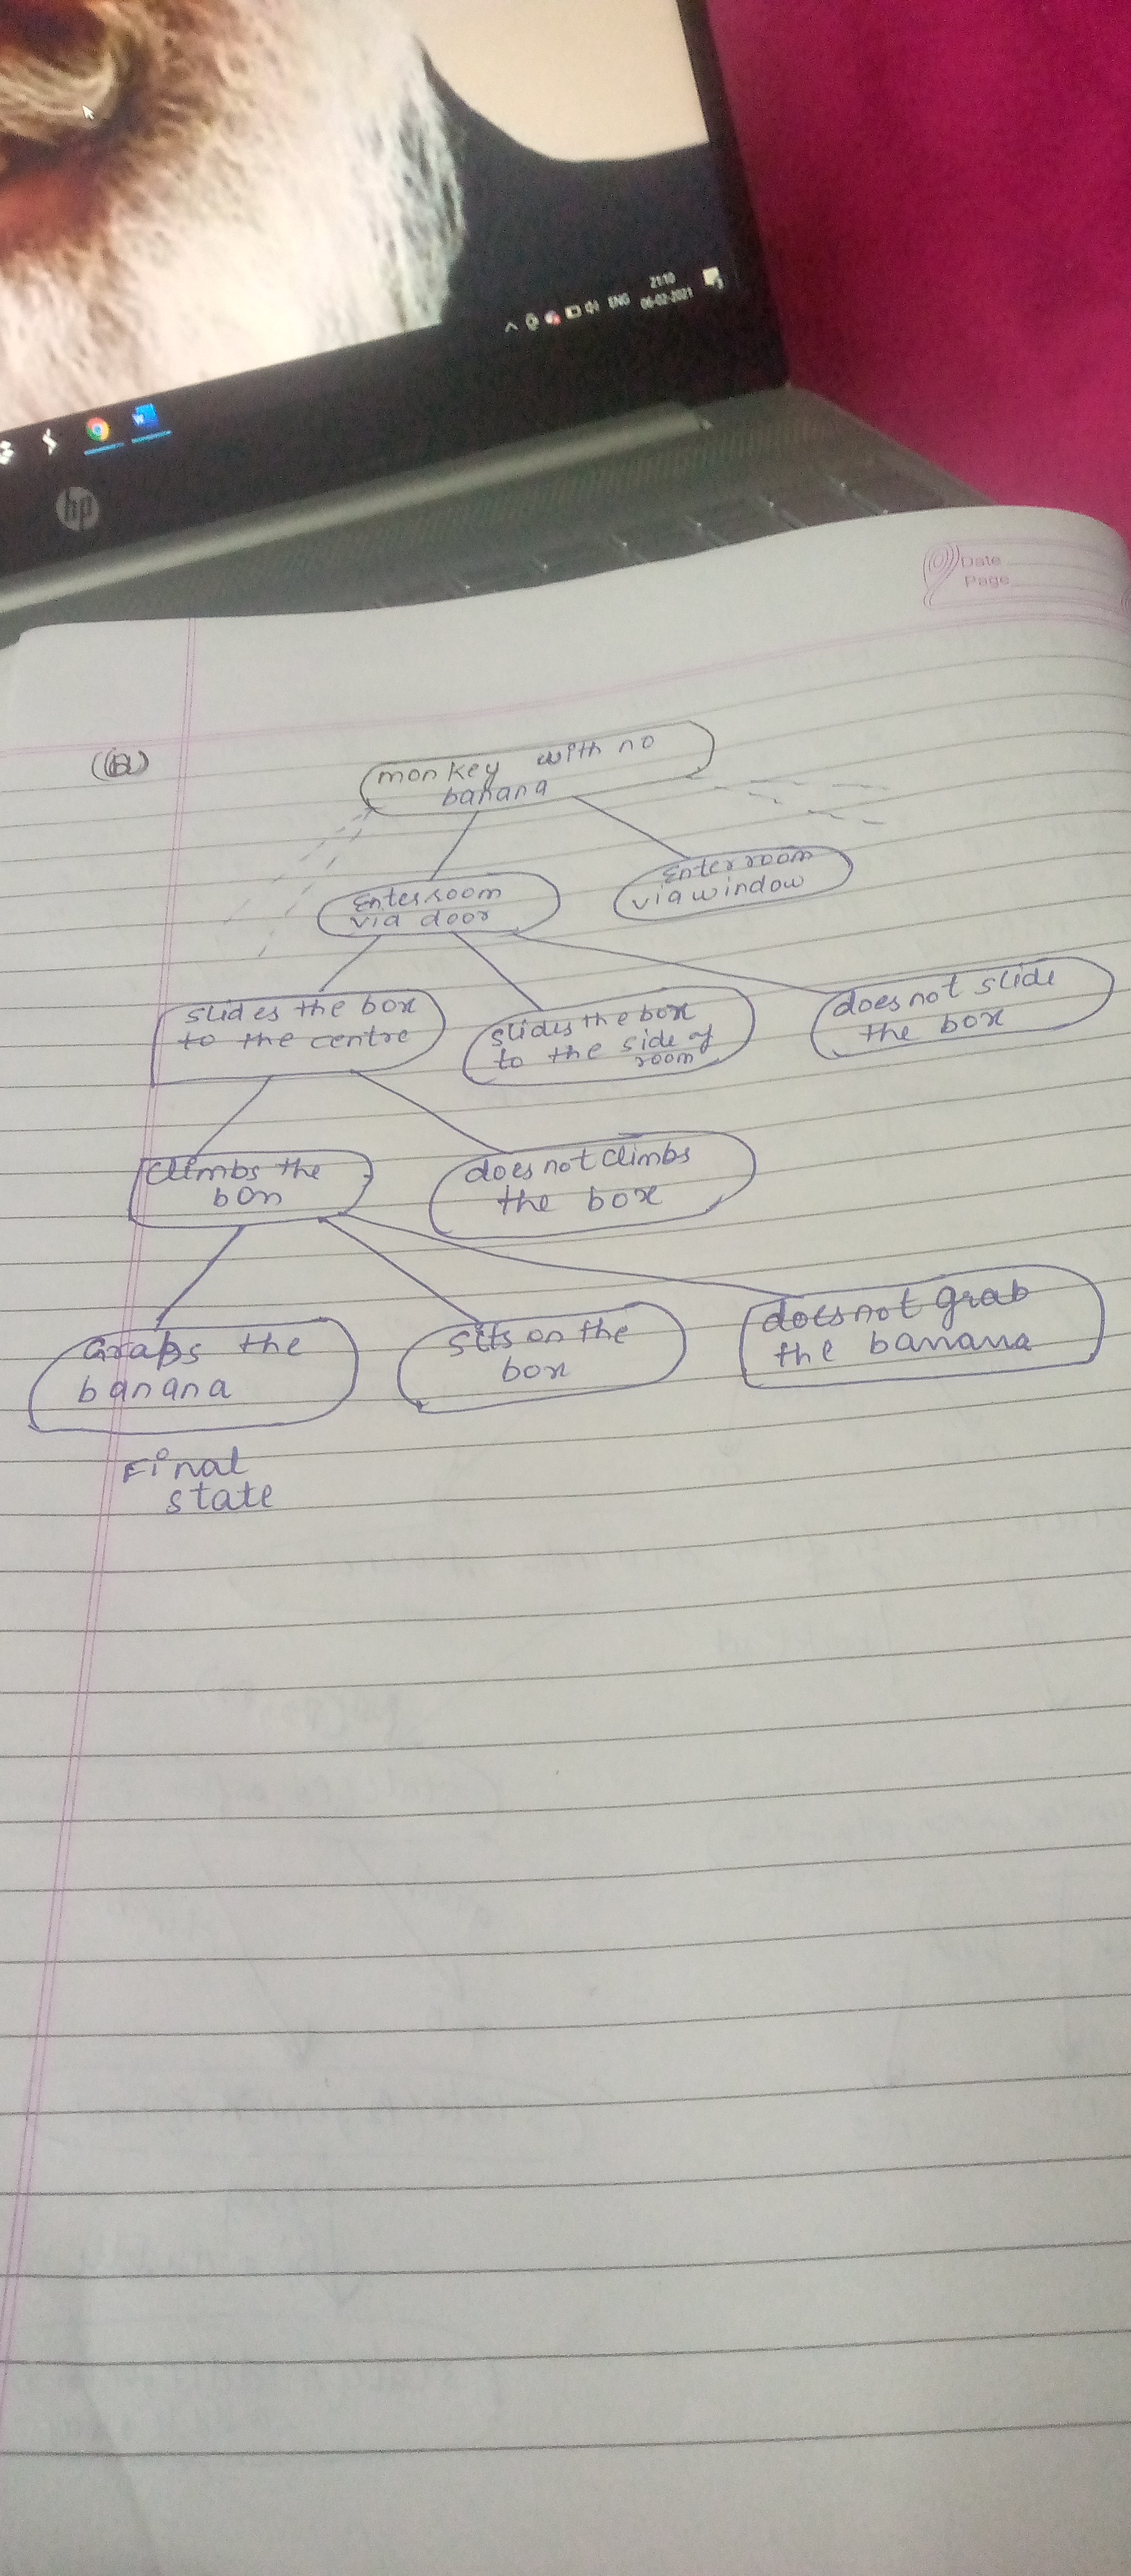 21:10
ENG
06-02-2021
hp
Date
Page
monkey with no
banana
Enter room
via door
Enter room
via window
slides the box
to the centre
slides the box
to the side of
room
does not slide
the box
climbs the
box
does not climbs
the box
Grabs the
banana
sits on the
box
does not grab
the banana
Final
state